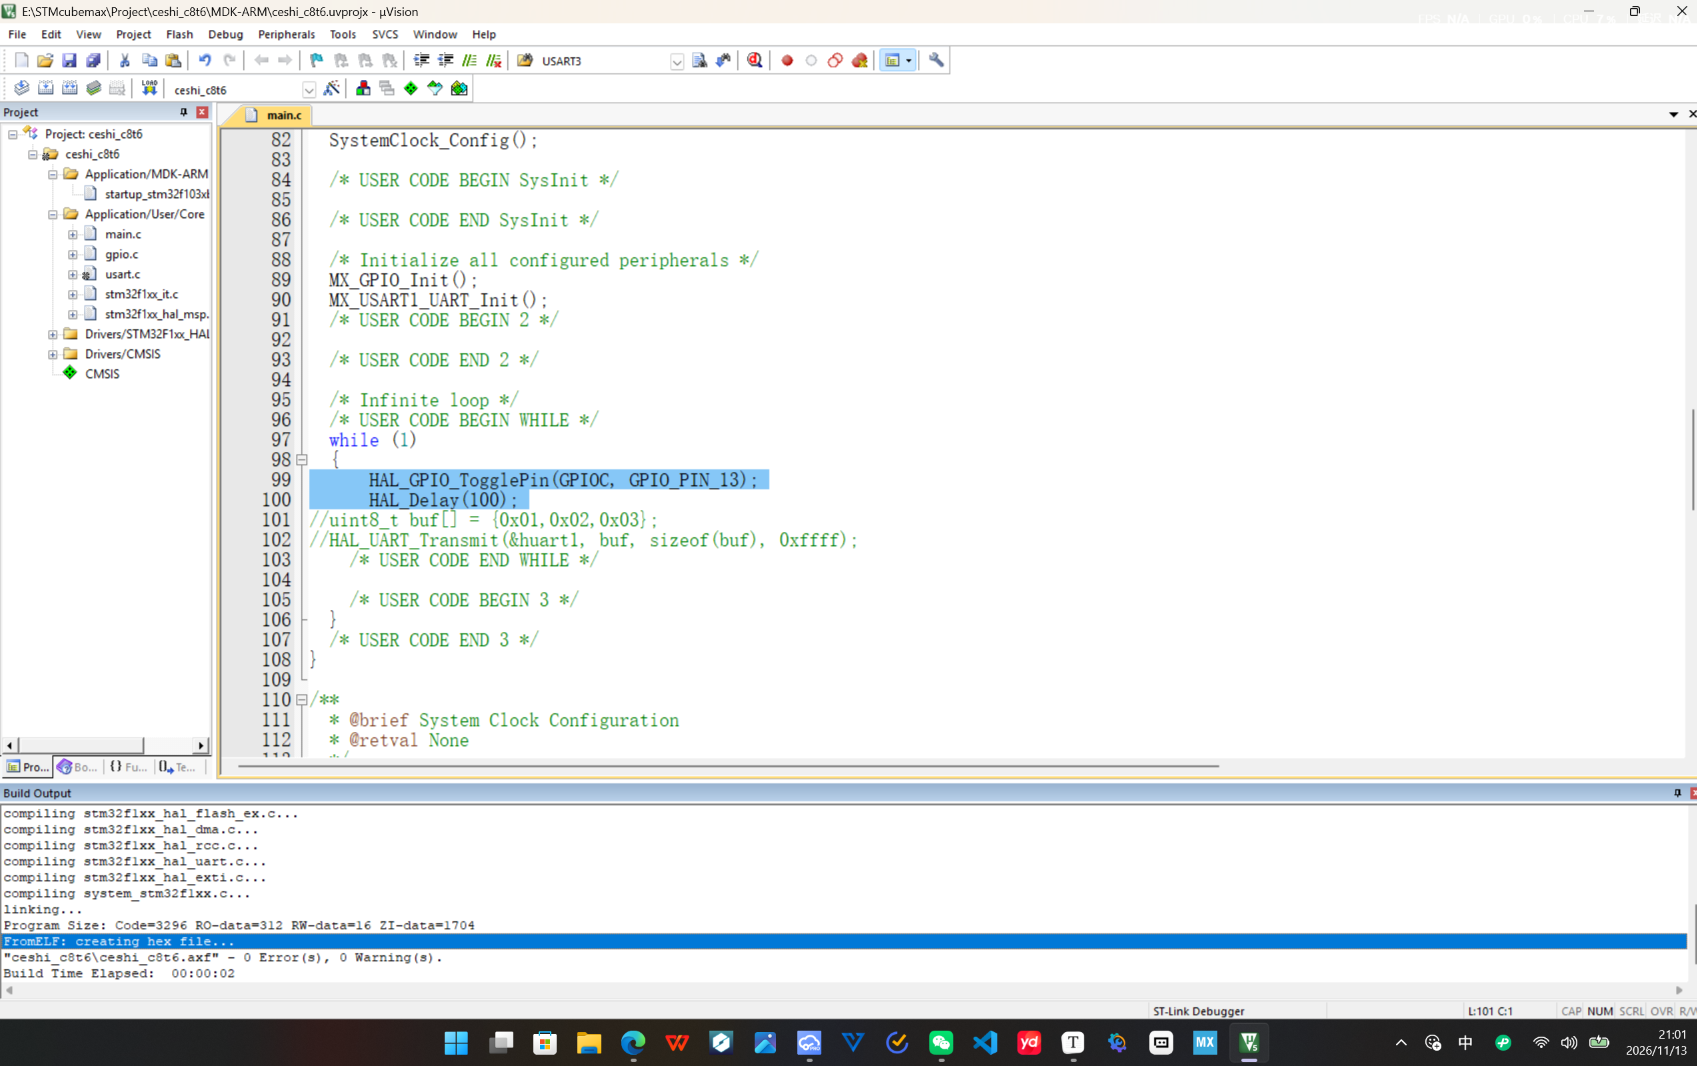 E:\STMcubemax\Project\ceshi_c8t6\MDK-ARM\ceshi_c8t6.uvprojx - µVision
File Edit View Project Flash Debug Peripherals Tools SVCS Window Help
USART3
LOAD
ceshi_c8t6
Project
main.c
Project: ceshi_c8t6
ceshi_c8t6
Application/MDK-ARM
startup_stm32f103xl
Application/User/Core
main.c
gpio.c
usart.c
stm32f1xx_it.c
stm32f1xx_hal_msp.
Drivers/STM32F1xx_HAL
Drivers/CMSIS
CMSIS
Pro... Bo... {} Fu... Te...
82 SystemClock_Config();
83
84 /* USER CODE BEGIN SysInit */
85
86 /* USER CODE END SysInit */
87
88 /* Initialize all configured peripherals */
89 MX_GPIO_Init();
90 MX_USART1_UART_Init();
91 /* USER CODE BEGIN 2 */
92
93 /* USER CODE END 2 */
94
95 /* Infinite loop */
96 /* USER CODE BEGIN WHILE */
97 while (1)
98 {
99 HAL_GPIO_TogglePin(GPIOC, GPIO_PIN_13);
100 HAL_Delay(100);
101 //uint8_t buf[] = {0x01,0x02,0x03};
102 //HAL_UART_Transmit(&huart1, buf, sizeof(buf), 0xffff);
103 /* USER CODE END WHILE */
104
105 /* USER CODE BEGIN 3 */
106 }
107 /* USER CODE END 3 */
108 }
109
110 /**
111 * @brief System Clock Configuration
112 * @retval None
Build Output
compiling stm32f1xx_hal_flash_ex.c...
compiling stm32f1xx_hal_dma.c...
compiling stm32f1xx_hal_rcc.c...
compiling stm32f1xx_hal_uart.c...
compiling stm32f1xx_hal_exti.c...
compiling system_stm32f1xx.c...
linking...
Program Size: Code=3296 RO-data=312 RW-data=16 ZI-data=1704
FromELF: creating hex file...
"ceshi_c8t6\ceshi_c8t6.axf" - 0 Error(s), 0 Warning(s).
Build Time Elapsed: 00:00:02
ST-Link Debugger L:101 C:1 CAP NUM SCRL OVR R/W
yd T MX 中 21:01
2026/11/13